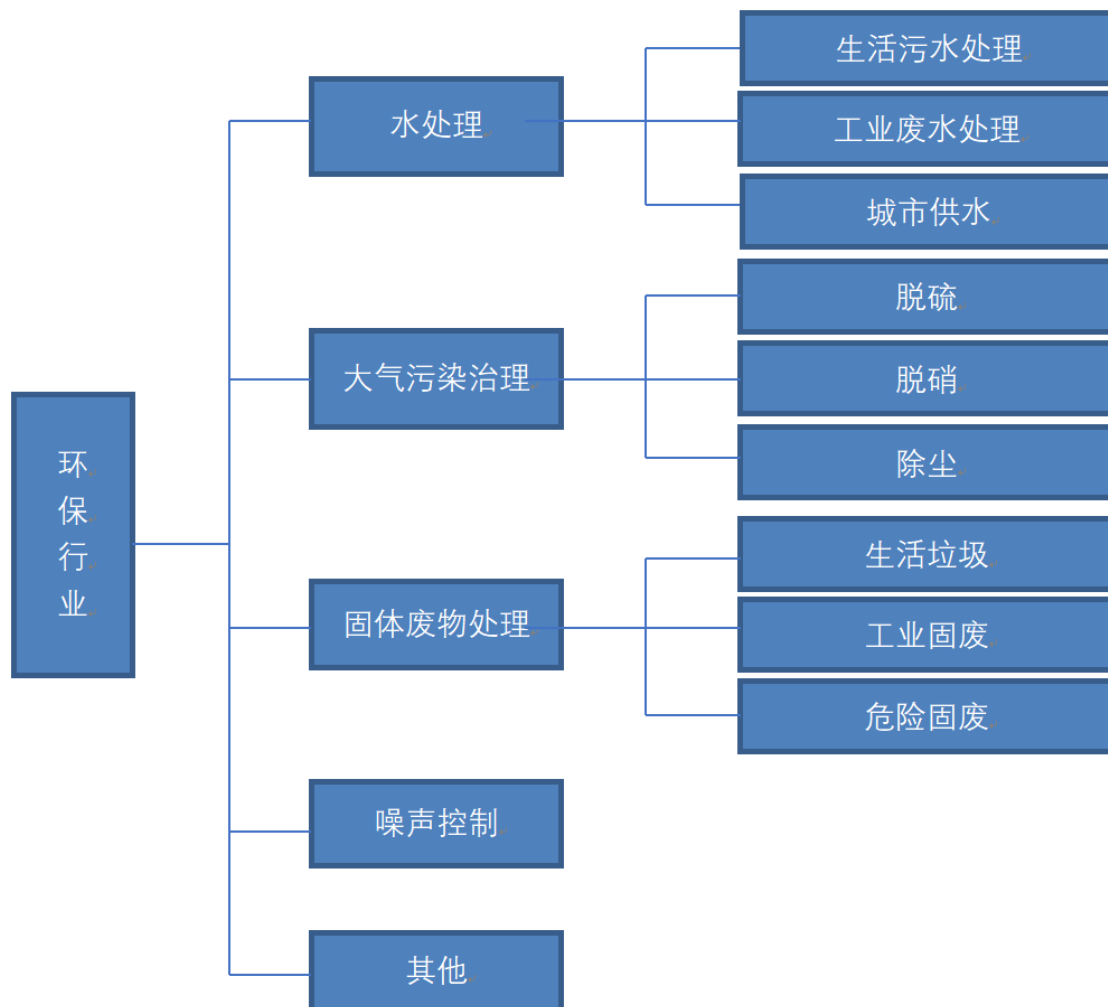 环
保
行
业
水处理
生活污水处理
工业废水处理
城市供水
大气污染治理
脱硫
脱硝
除尘
固体废物处理
生活垃圾
工业固废
危险固废
噪声控制
其他